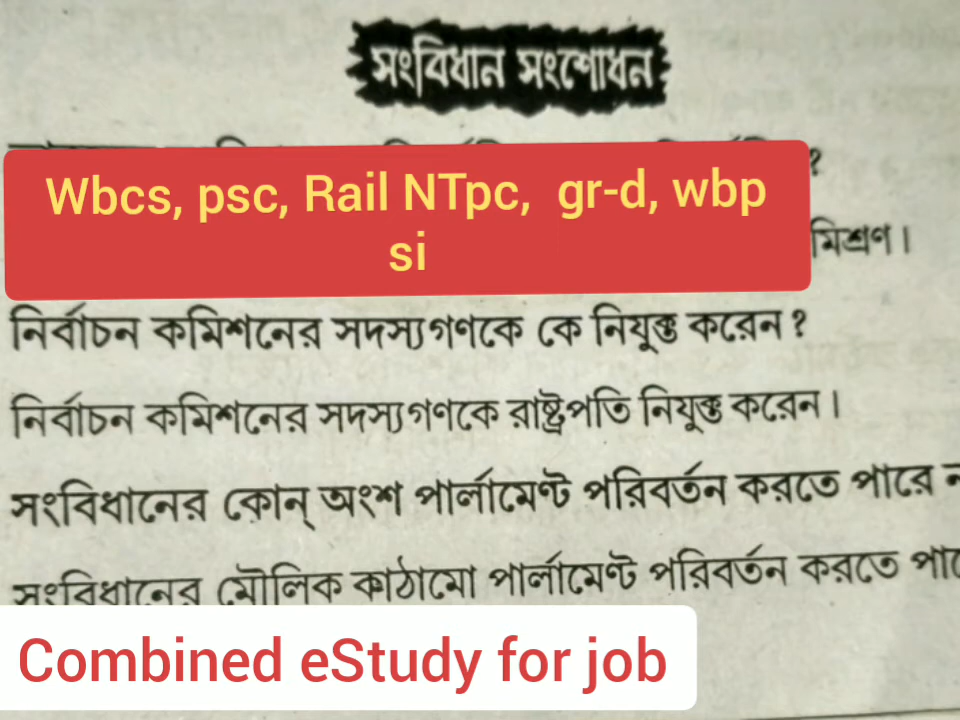 সংবিধান সংশোধন
?
Wbcs, psc, Rail NTpc, gr-d, wbp
si
মিশ্রণ।
নির্বাচন কমিশনের সদস্যগণকে কে নিযুক্ত করেন?
নির্বাচন কমিশনের সদস্যগণকে রাষ্ট্রপতি নিযুক্ত করেন।
সংবিধানের কোন্ অংশ পার্লামেণ্ট পরিবর্তন করতে পারে
সংবিধানের মৌলিক কাঠামো পার্লামেণ্ট পরিবর্তন করতে
Combined eStudy for job